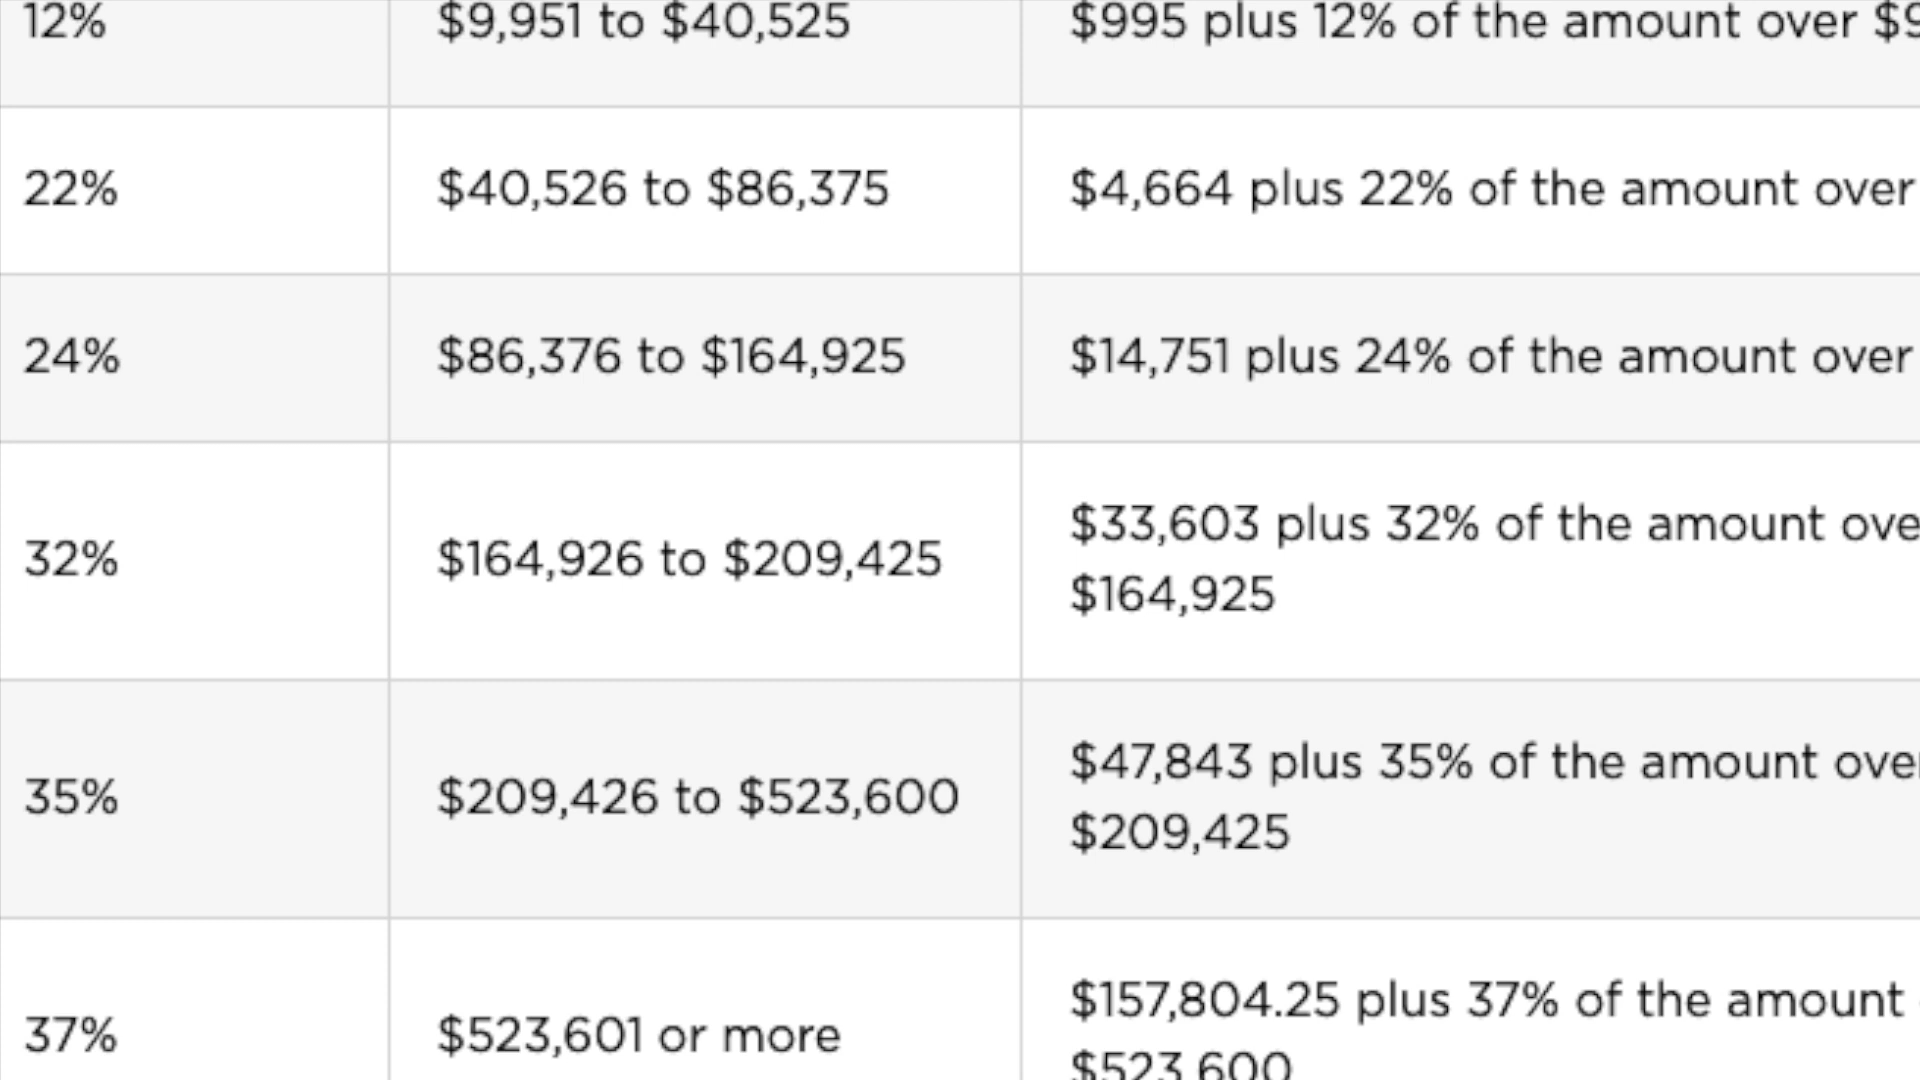 12% $9,951 to $40,525 $995 plus 12% of the amount over
22% $40,526 to $86,375 $4,664 plus 22% of the amount over
24% $86,376 to $164,925 $14,751 plus 24% of the amount over
$33,603 plus 32% of the amount
32% $164,926 to $209,425
$164,925
$47,843 plus 35% of the amount
35% $209,426 to $523,600
$209,425
$157,804.25 plus 37% of the amount
37% $523,601 or more
$523,600